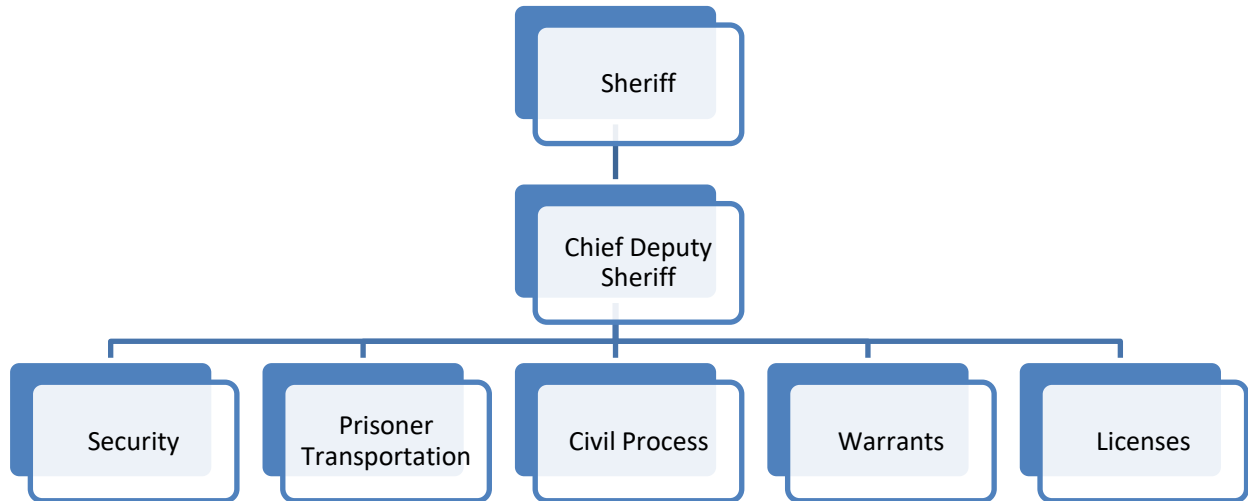 Sheriff
Chief Deputy
Sheriff
Security
Prisoner
Transportation
Civil Process
Warrants
Licenses